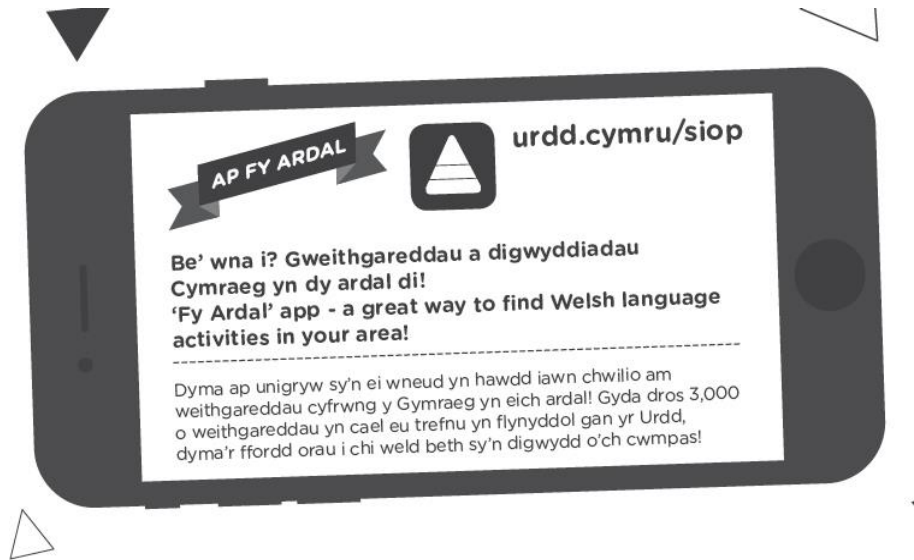 AP FY ARDAL
urdd.cymru/siop
Be’ wna i? Gweithgareddau a digwyddiadau
Cymraeg yn dy ardal di!
‘Fy Ardal’ app - a great way to find Welsh language
activities in your area!
Dyma ap unigryw sy’n ei wneud yn hawdd iawn chwilio am
weithgareddau cyfrwng y Gymraeg yn eich ardal! Gyda dros 3,000
o weithgareddau yn cael eu trefnu yn flynyddol gan yr Urdd,
dyma’r ffordd orau i chi weld beth sy’n digwydd o’ch cwmpas!